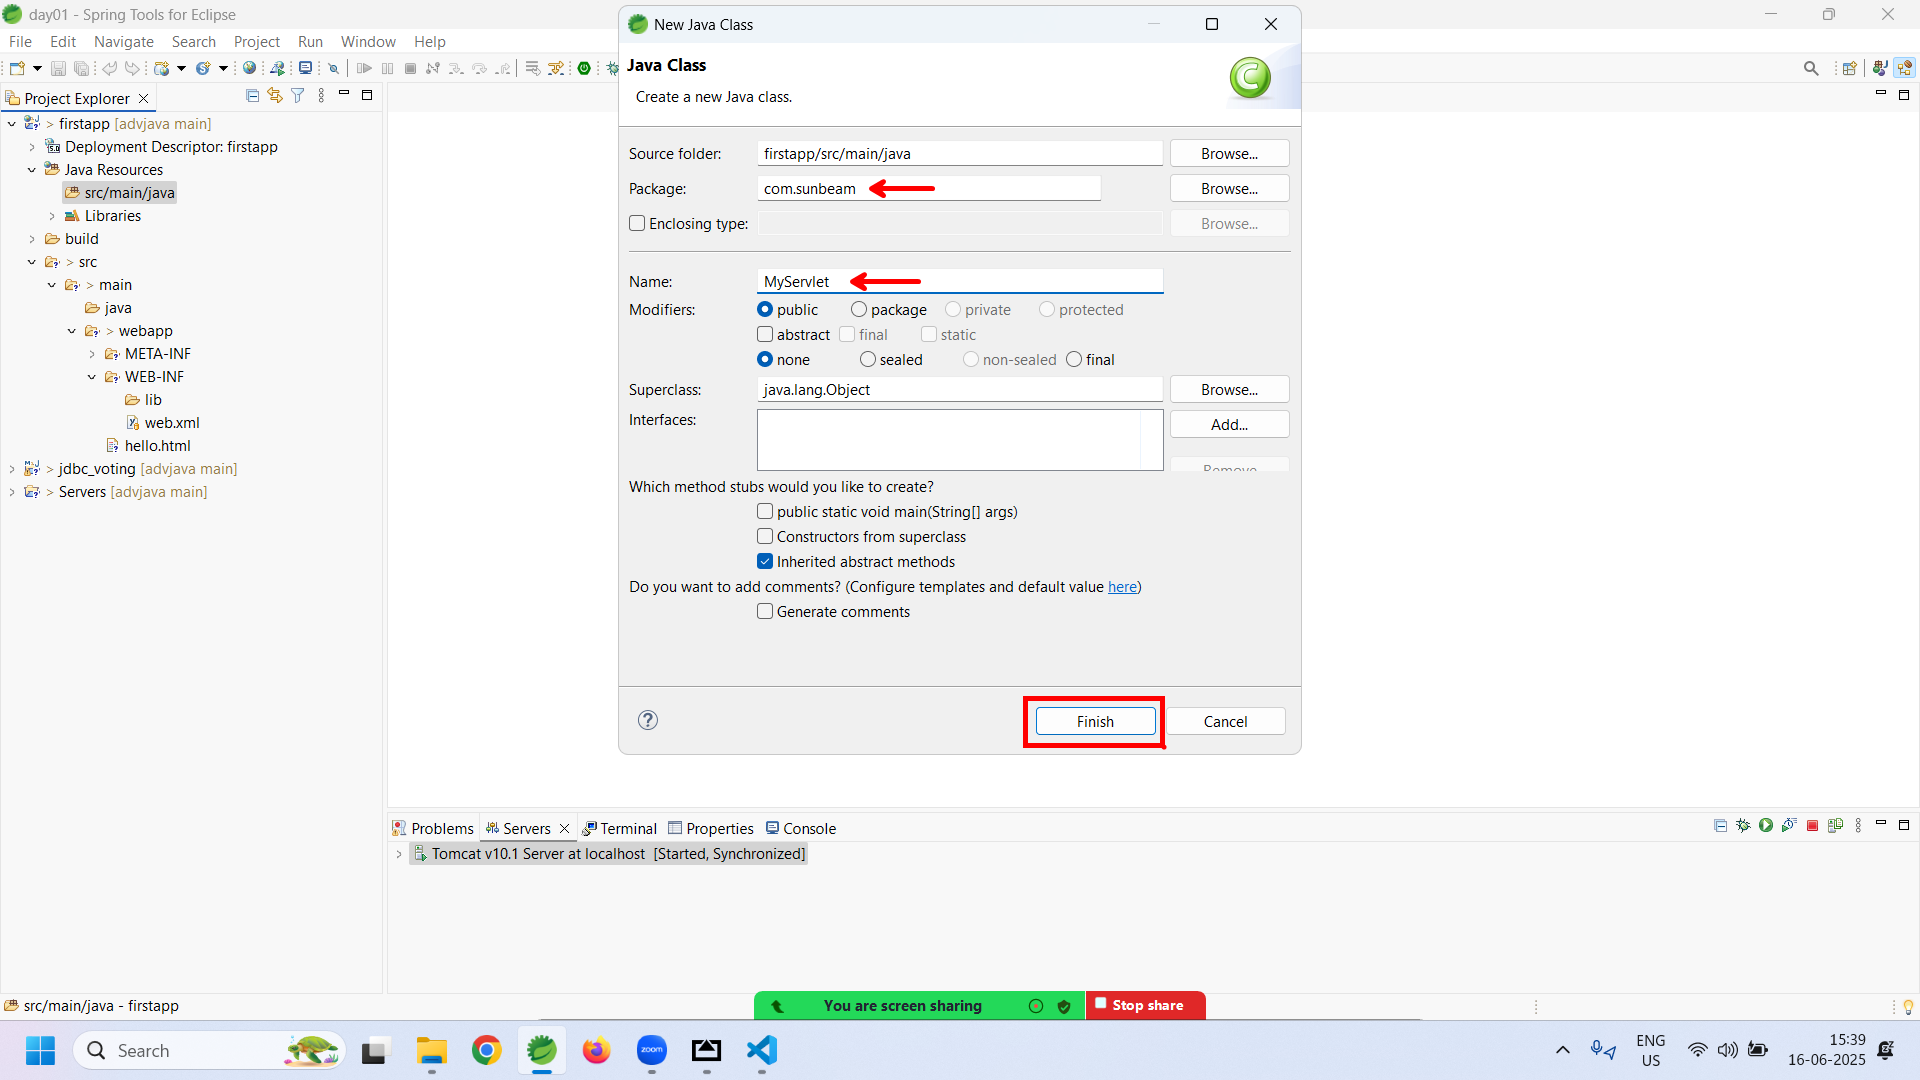 day01 - Spring Tools for Eclipse
File Edit Navigate Search Project Run Window Help
Project Explorer
> firstapp [advjava main]
Deployment Descriptor: firstapp
Java Resources
src/main/java
Libraries
build
> src
> main
java
> webapp
META-INF
WEB-INF
lib
web.xml
hello.html
> jdbc_voting [advjava main]
> Servers [advjava main]
New Java Class
Java Class
Create a new Java class.
Source folder: firstapp/src/main/java Browse...
Package: com.sunbeam Browse...
Enclosing type: Browse...
Name: MyServlet
Modifiers: public package private protected
abstract final static
none sealed non-sealed final
Superclass: java.lang.Object Browse...
Interfaces: Add...
Remove
Which method stubs would you like to create?
public static void main(String[] args)
Constructors from superclass
Inherited abstract methods
Do you want to add comments? (Configure templates and default value here)
Generate comments
Finish Cancel
Problems Servers Terminal Properties Console
Tomcat v10.1 Server at localhost [Started, Synchronized]
src/main/java - firstapp
You are screen sharing Stop share
Search
zoom
ENG
US
15:39
16-06-2025